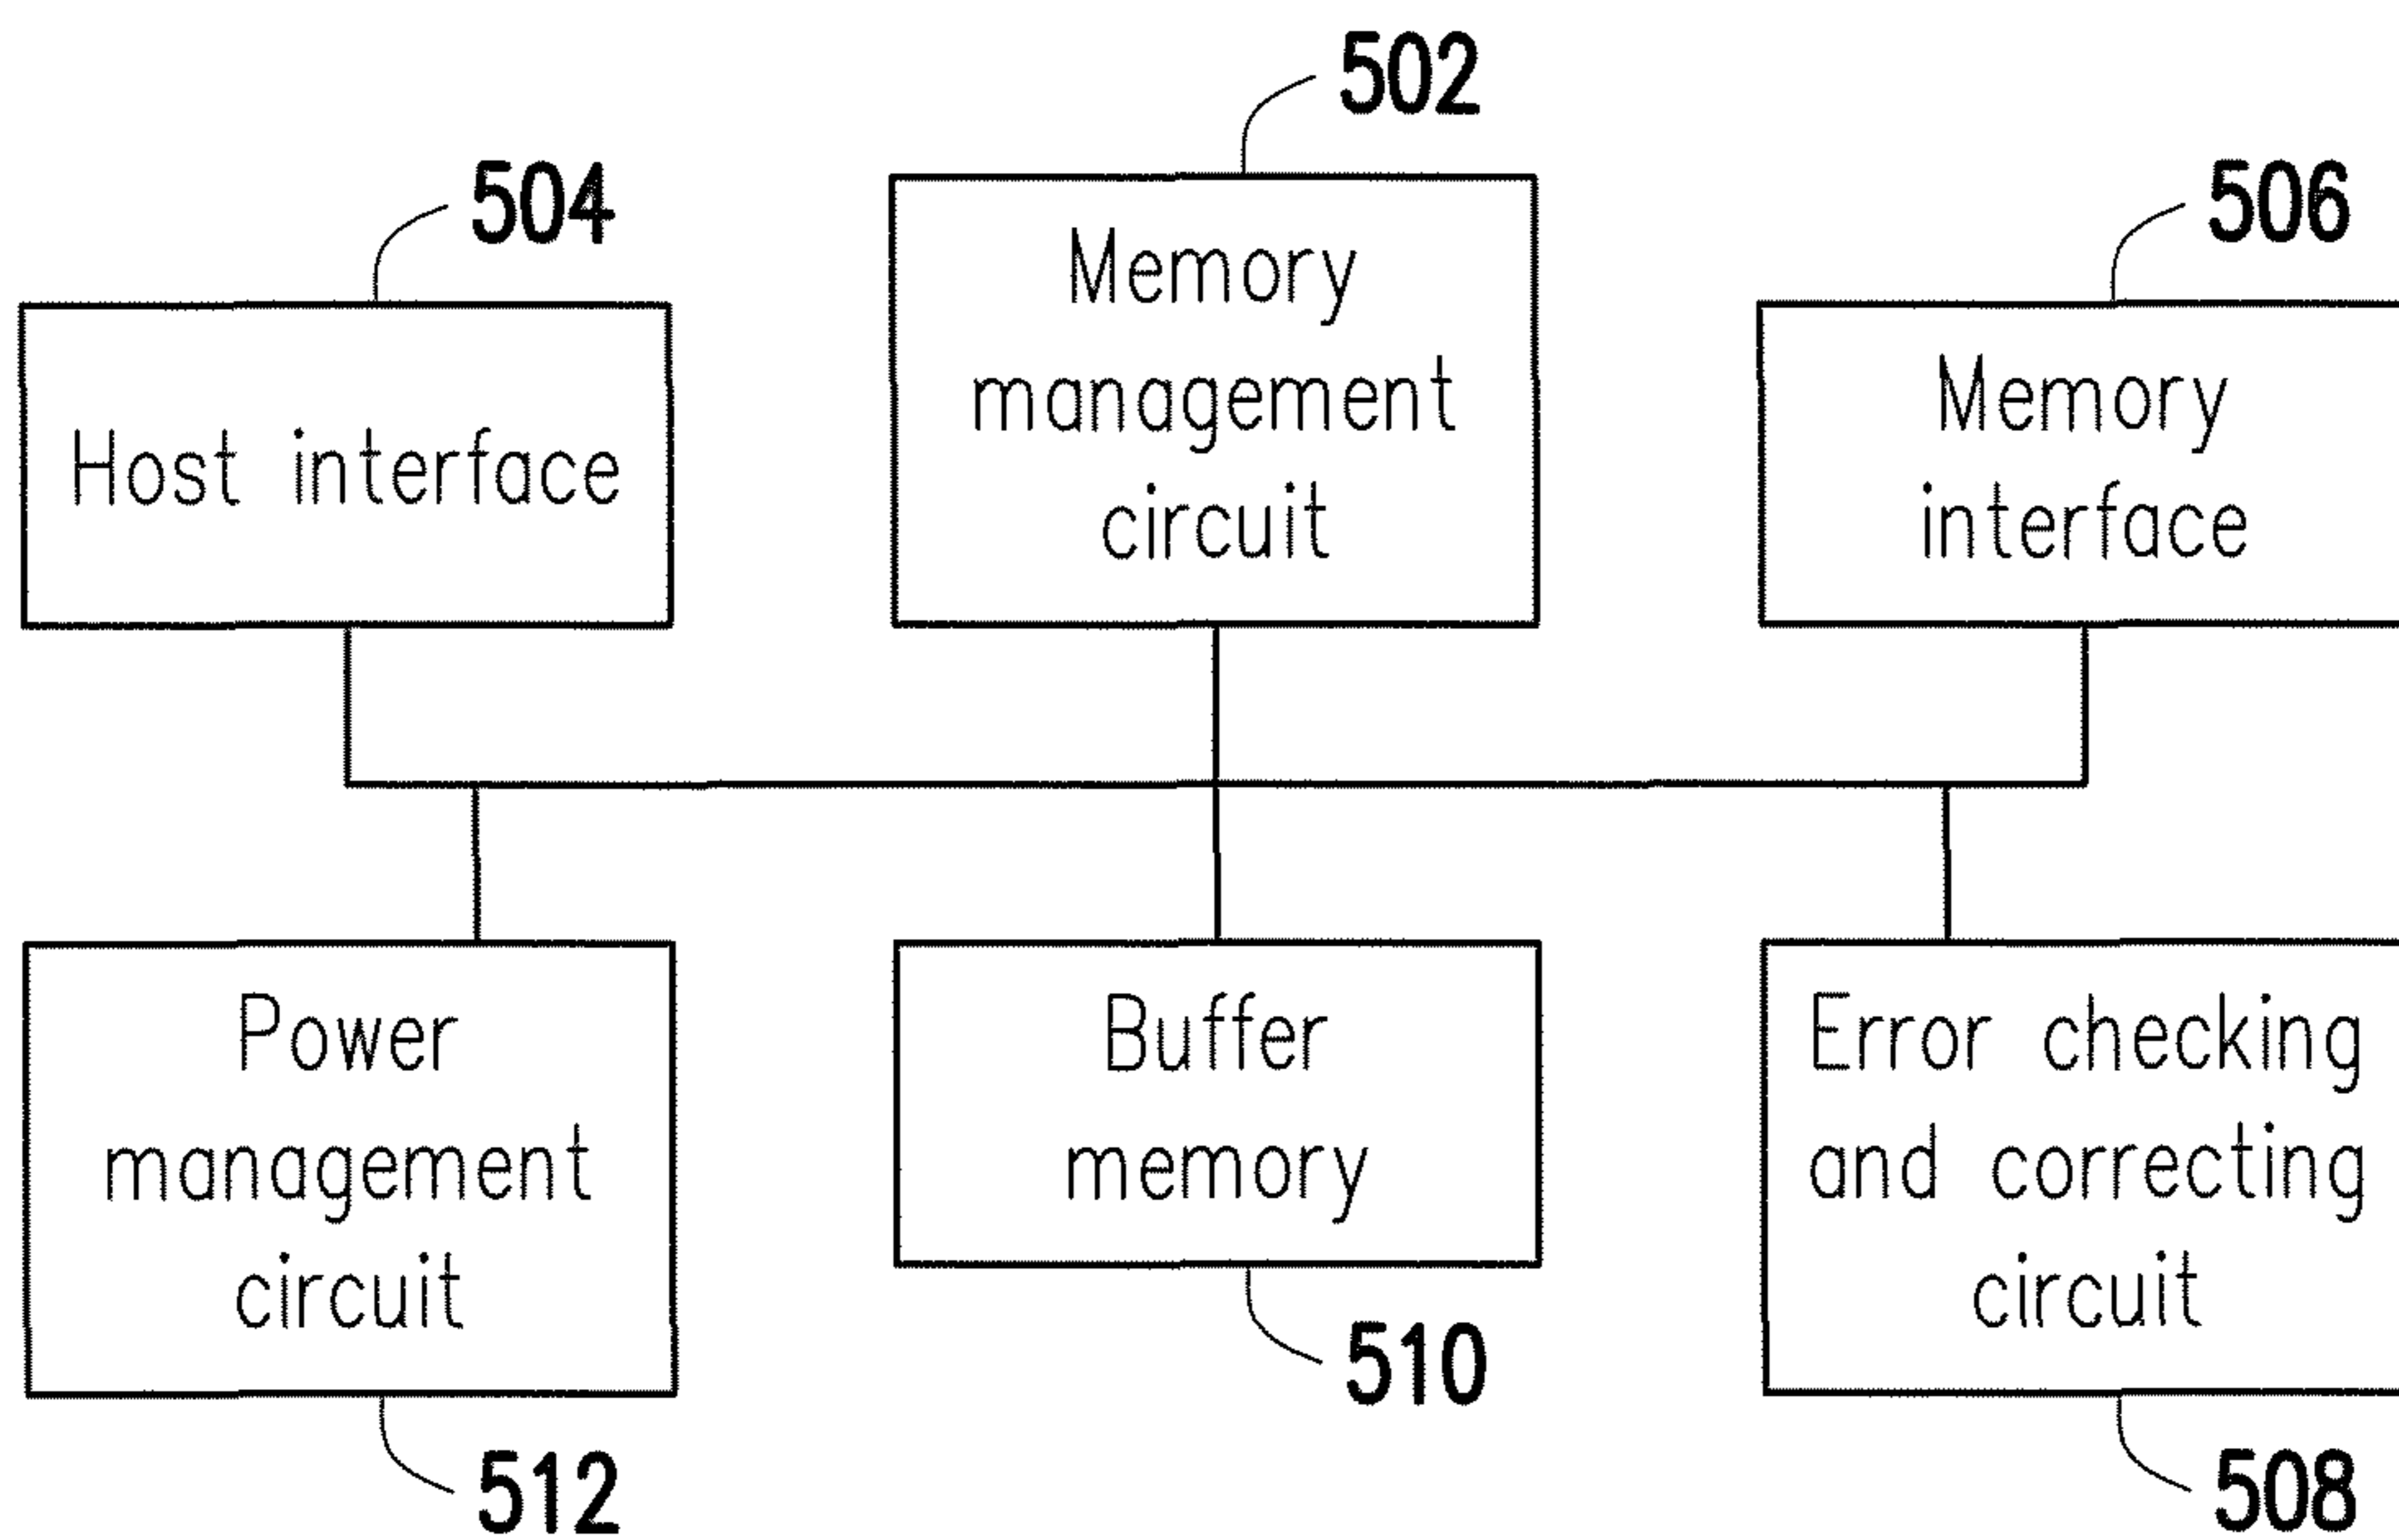 502
504
506
Memory
management
circuit
Host interface
Memory
interface
Power
management
circuit
Buffer
memory
Error checking
and correcting
circuit
510
512
508